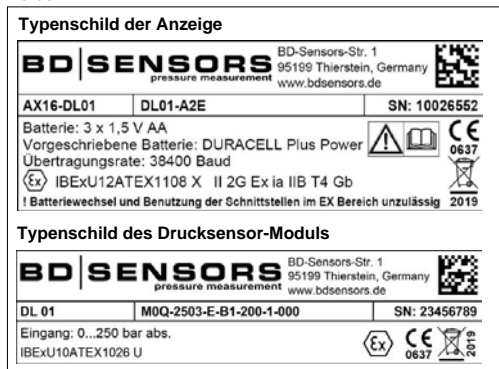 Typenschild der Anzeige
BD|SENSORS
pressure measurement
BD-Sensors-Str. 1
95199 Thierstein, Germany
www.bdsensors.de
AX16-DL01 DL01-A2E SN: 10026552
Batterie: 3 x 1,5 V AA
Vorgeschriebene Batterie: DURACELL Plus Power
Übertragungsrate: 38400 Baud
CE
0637
Ex IBExU12ATEX1108 X II 2G Ex ia IIB T4 Gb
! Batteriewechsel und Benutzung der Schnittstellen im EX Bereich unzulässig 2019
Typenschild des Drucksensor-Moduls
BD|SENSORS
pressure measurement
BD-Sensors-Str. 1
95199 Thierstein, Germany
www.bdsensors.de
DL 01 M0Q-2503-E-B1-200-1-000 SN: 23456789
Eingang: 0...250 bar abs.
IBExU10ATEX1026 U
Ex CE
0637
2019